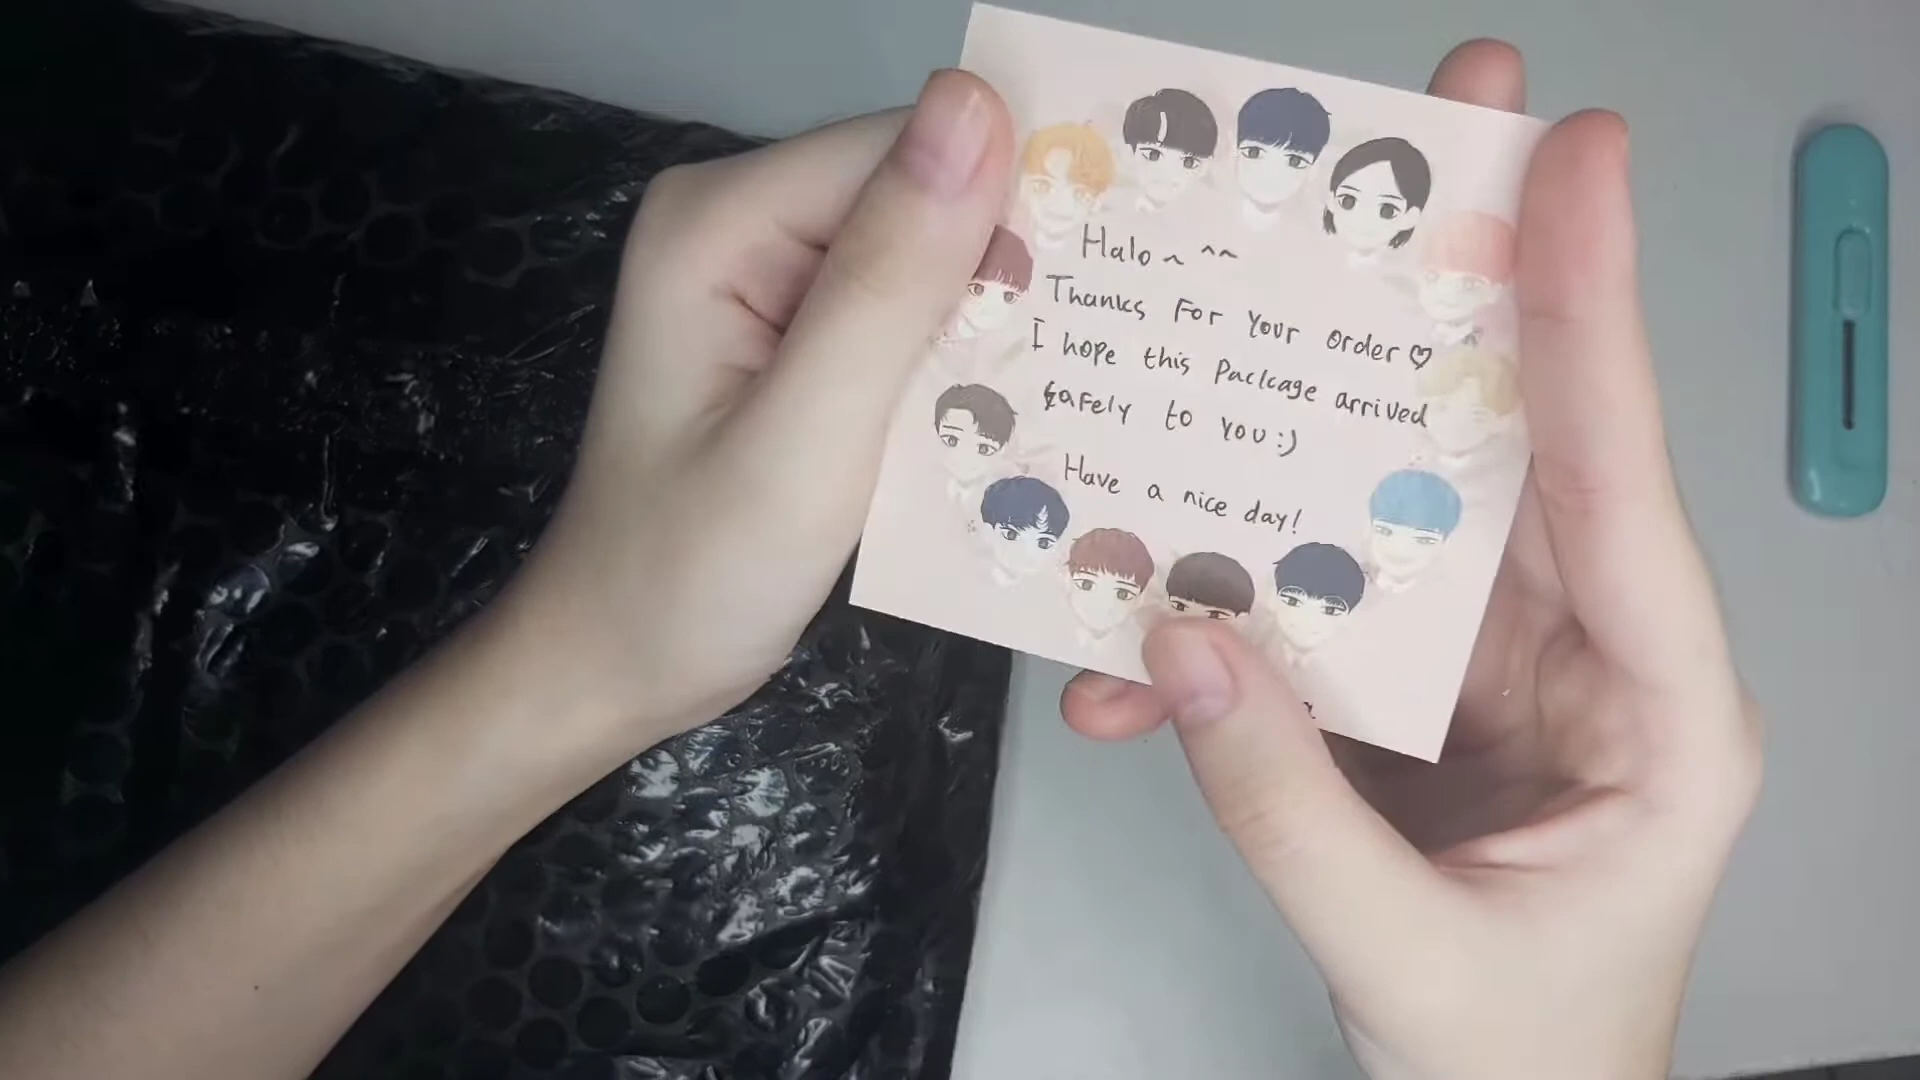 Halo ~ ^^
Thanks For Your order ♡
I hope this Package arrived
safely to you :)
Have a nice day!